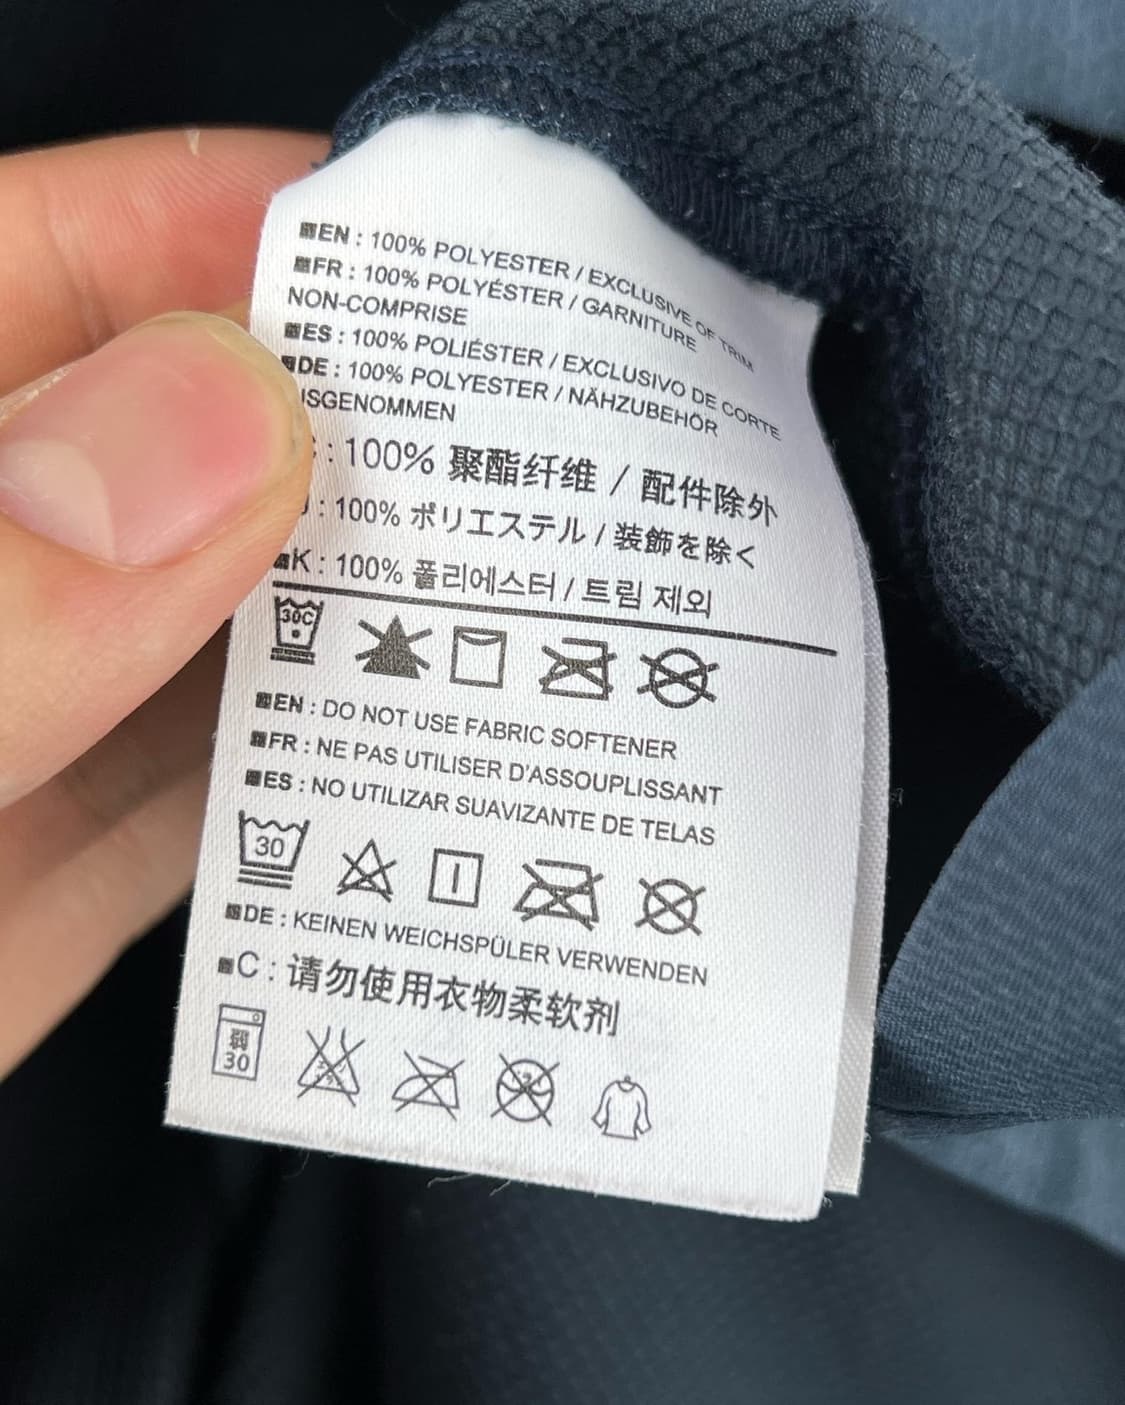 EN : 100% POLYESTER / EXCLUSIVE OF TRIM
FR : 100% POLYÉSTER / GARNITURE
NON-COMPRISE
ES : 100% POLIÉSTER / EXCLUSIVO DE CORTE
DE : 100% POLYESTER / NÄHZUBEHÖR
ISGENOMMEN
: 100% 聚酯纤维 / 配件除外
: 100% ポリエステル / 装飾を除く
K : 100% 폴리에스터 / 트림 제외
30C
EN : DO NOT USE FABRIC SOFTENER
FR : NE PAS UTILISER D'ASSOUPLISSANT
ES : NO UTILIZAR SUAVIZANTE DE TELAS
30
DE : KEINEN WEICHSPÜLER VERWENDEN
C : 请勿使用衣物柔软剂
弱
30